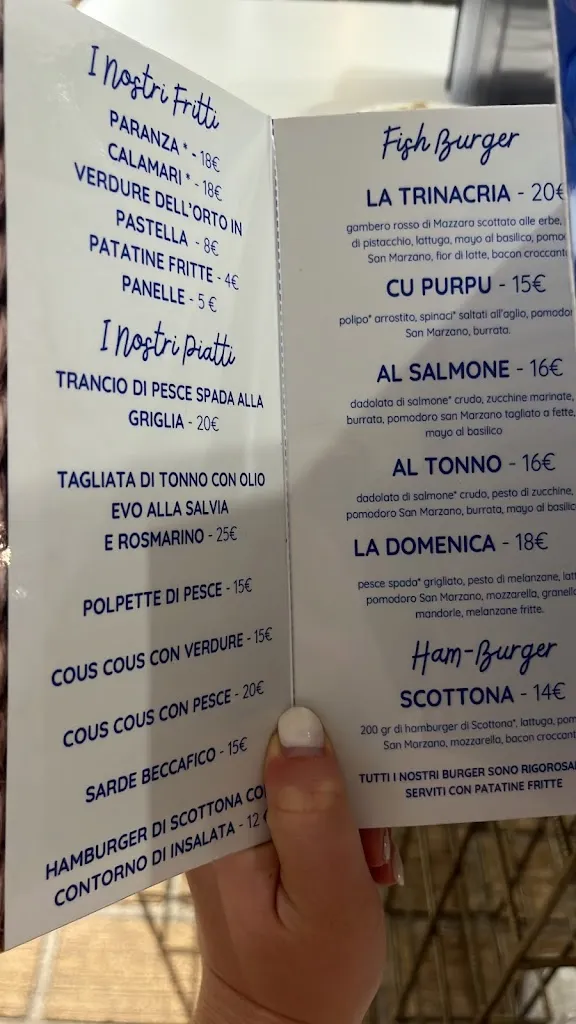 I Nostri Fritti
PARANZA * - 18€
CALAMARI * - 18€
VERDURE DELL'ORTO IN
PASTELLA - 8€
PATATINE FRITTE - 4€
PANELLE - 5 €
I Nostri piatti
TRANCIO DI PESCE SPADA ALLA
GRIGLIA - 20€
TAGLIATA DI TONNO CON OLIO
EVO ALLA SALVIA
E ROSMARINO - 25€
POLPETTE DI PESCE - 15€
COUS COUS CON VERDURE - 15€
COUS COUS CON PESCE - 20€
SARDE BECCAFICO - 15€
HAMBURGER DI SCOTTONA CO
CONTORNO DI INSALATA - 12 €
Fish Burger
LA TRINACRIA - 20€
gambero rosso di Mazzara scottato alle erbe,
di pistacchio, lattuga, mayo al basilico, pomo
San Marzano, fior di latte, bacon croccant
CU PURPU - 15€
polipo* arrostito, spinaci* saltati all'aglio, pomodor
San Marzano, burrata.
AL SALMONE - 16€
dadolata di salmone* crudo, zucchine marinate,
burrata, pomodoro san Marzano tagliato a fette,
mayo al basilico
AL TONNO - 16€
dadolata di salmone* crudo, pesto di zucchine,
pomodoro San Marzano, burrata, mayo al basilic
LA DOMENICA - 18€
pesce spada* grigliato, pesto di melanzane, latt
pomodoro San Marzano, mozzarella, granell
mandorle, melanzane fritte.
Ham-Burger
SCOTTONA - 14€
200 gr di hamburger di Scottona*, lattuga, pom
San Marzano, mozzarella, bacon croccant
TUTTI I NOSTRI BURGER SONO RIGOROSA
SERVITI CON PATATINE FRITTE